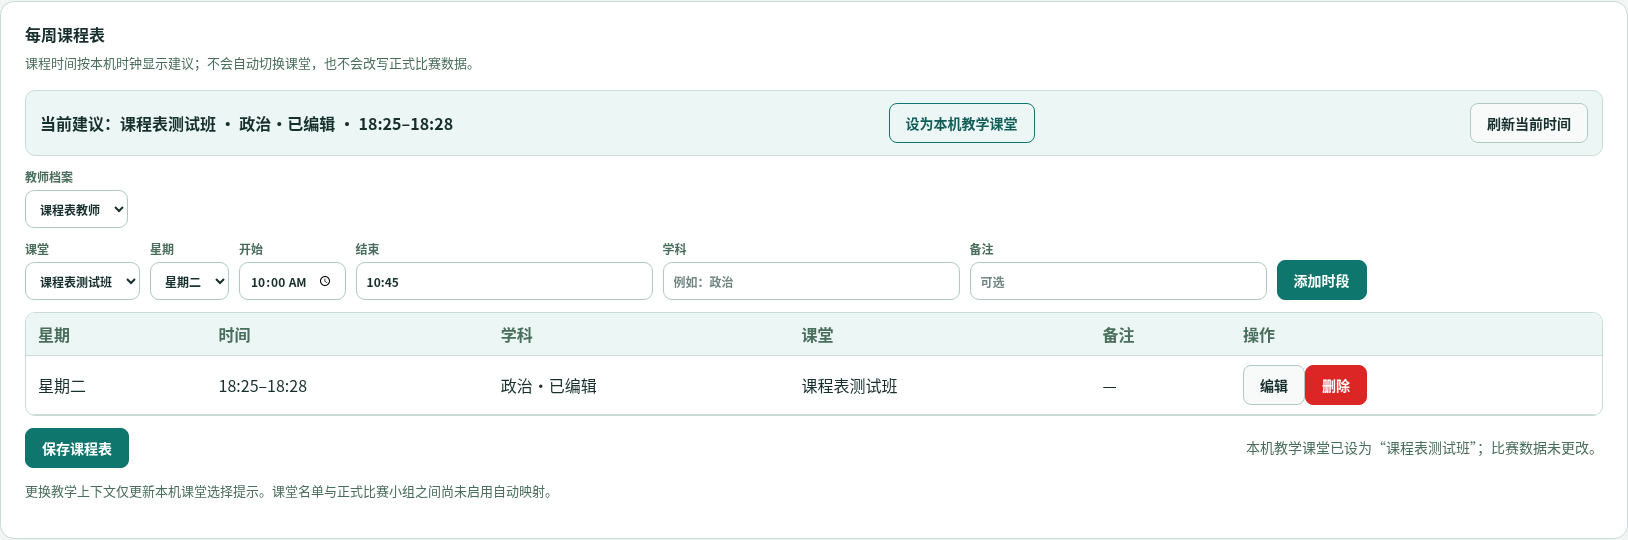 每周课程表
课程时间按本机时钟显示建议；不会自动切换课堂，也不会改写正式比赛数据。
当前建议：课程表测试班 · 政治·已编辑 · 18:25–18:28
设为本机教学课堂
刷新当前时间
教师档案
课程表教师
课堂 星期 开始 结束 学科 备注
课程表测试班 星期二 10:00 AM 10:45 例如：政治 可选 添加时段
星期 时间 学科 课堂 备注 操作
星期二 18:25–18:28 政治·已编辑 课程表测试班 — 编辑 删除
保存课程表
本机教学课堂已设为“课程表测试班”；比赛数据未更改。
更换教学上下文仅更新本机课堂选择提示。课堂名单与正式比赛小组之间尚未启用自动映射。